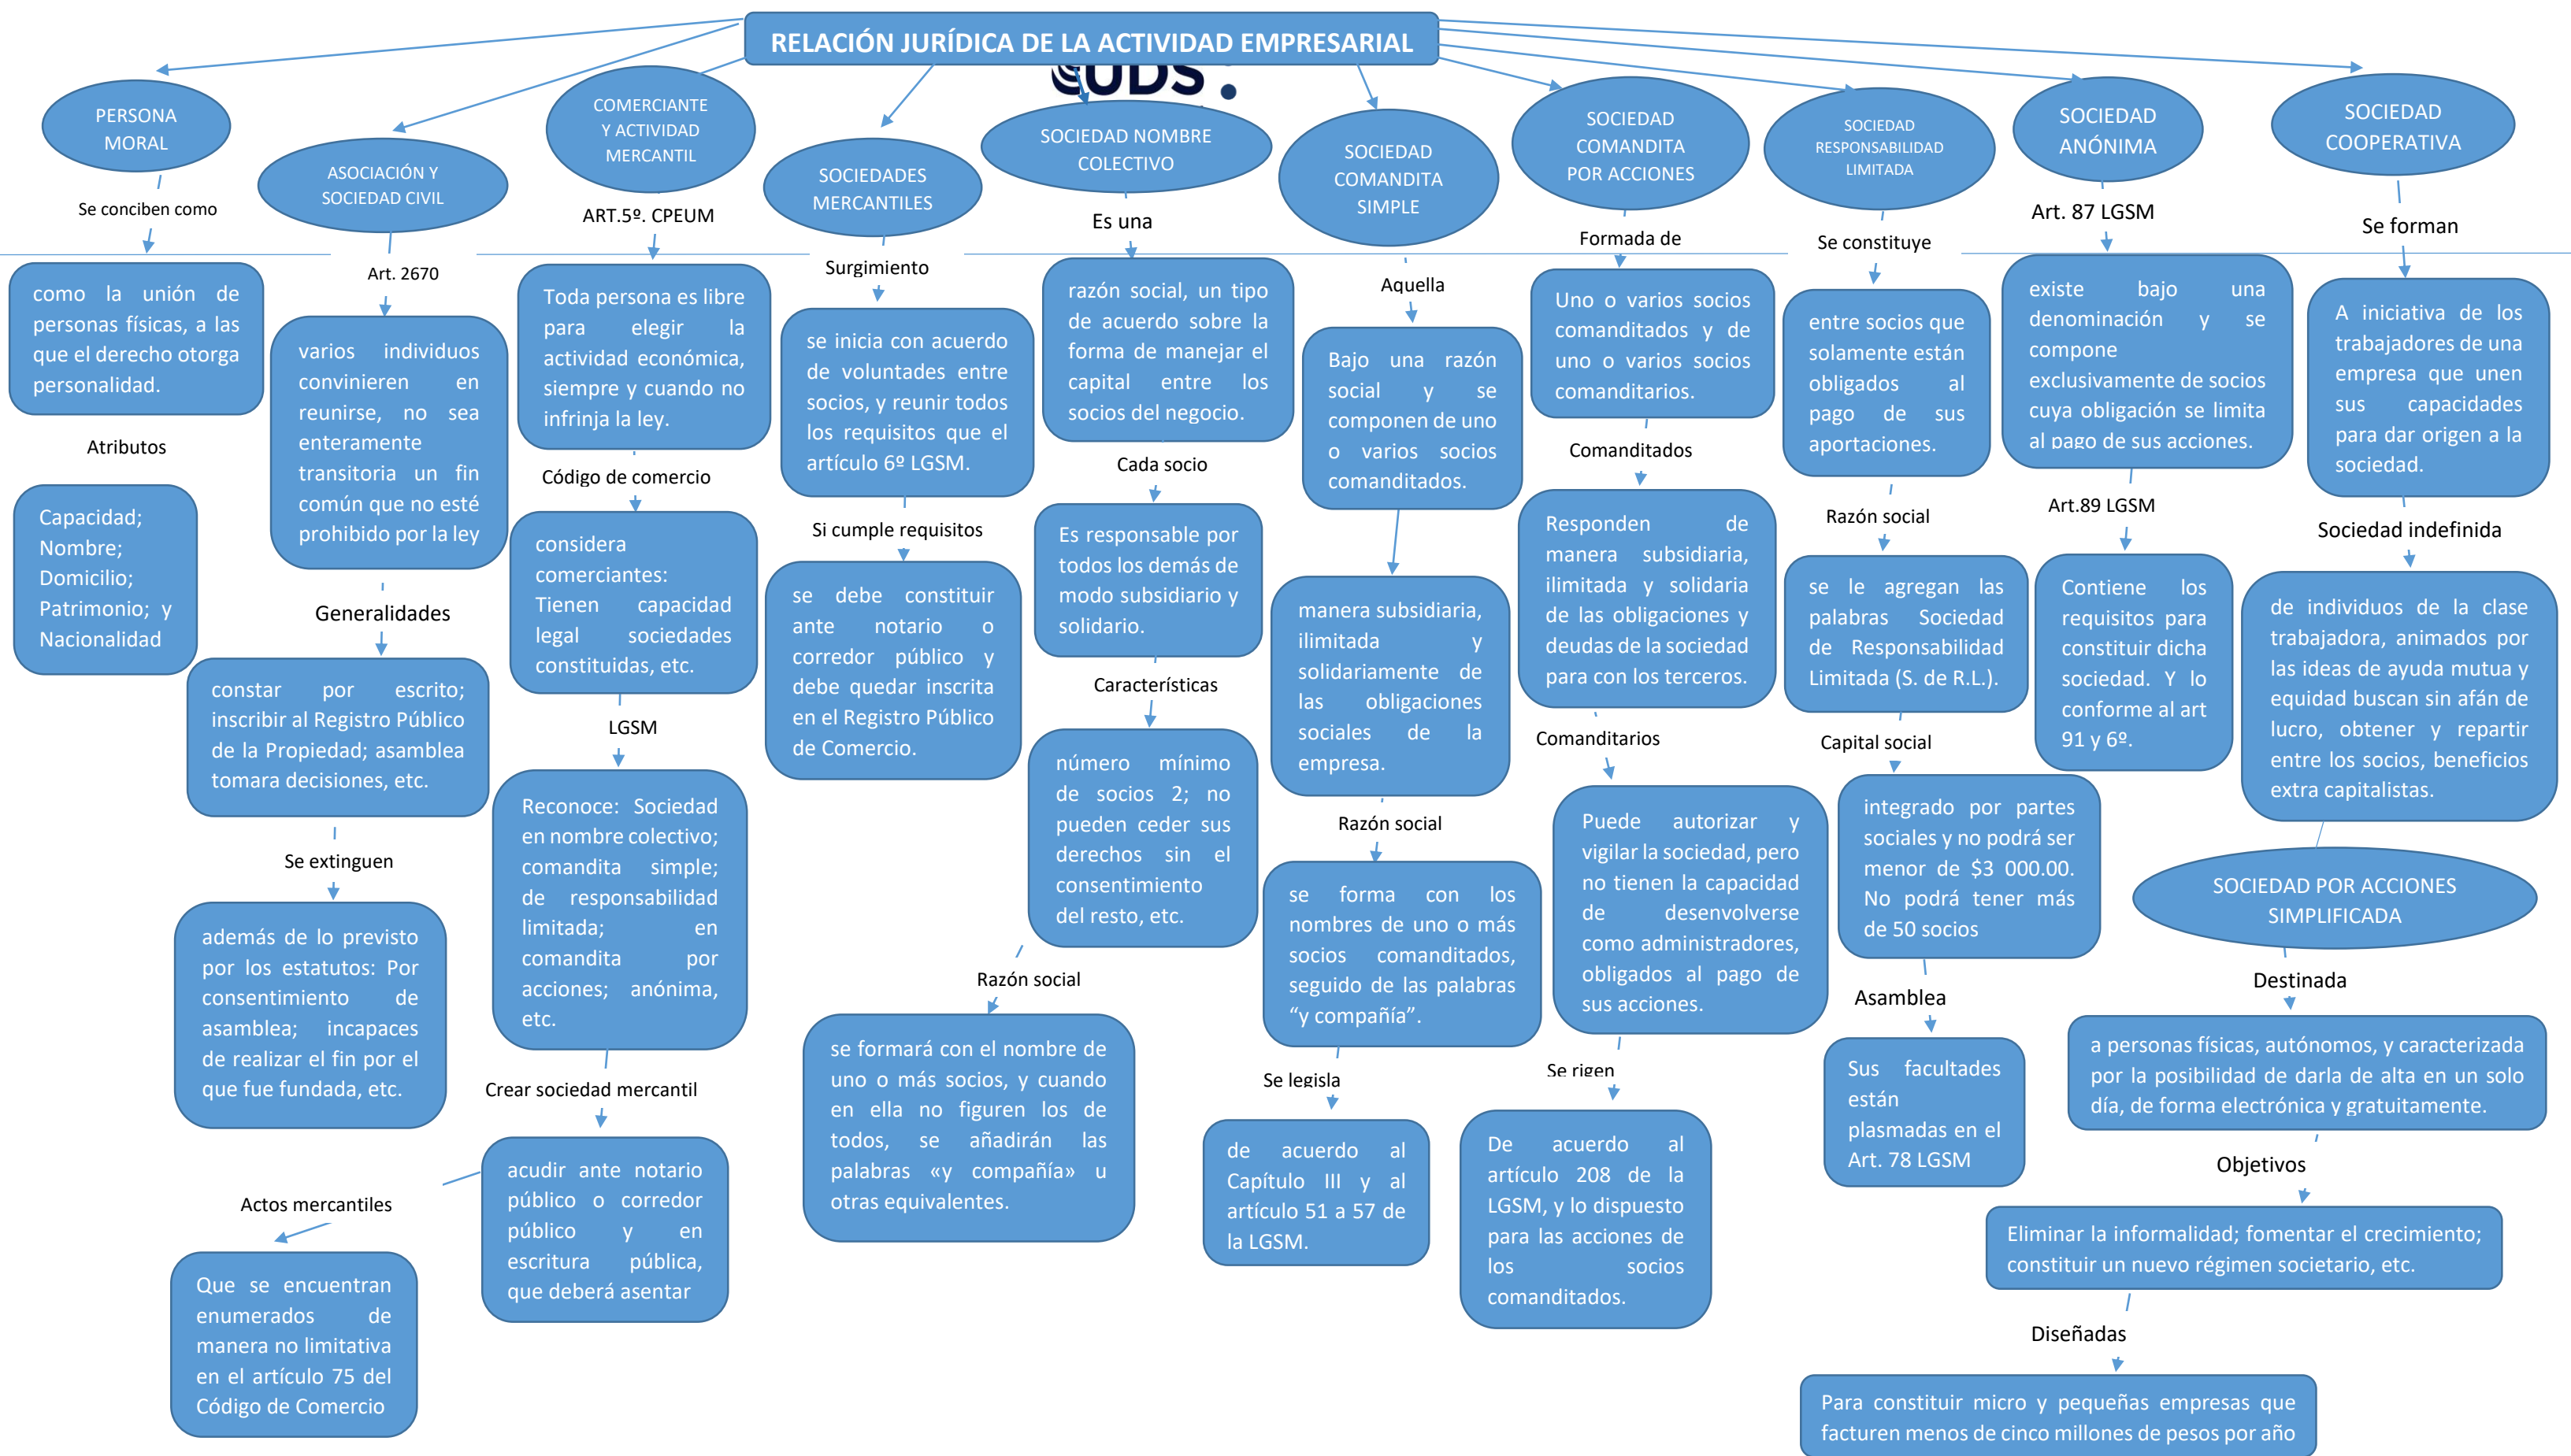 RELACIÓN JURÍDICA DE LA ACTIVIDAD EMPRESARIAL
UDS
PERSONA
MORAL
Se conciben como
como la unión de
personas físicas, a las
que el derecho otorga
personalidad.
Atributos
Capacidad;
Nombre;
Domicilio;
Patrimonio; y
Nacionalidad
ASOCIACIÓN Y
SOCIEDAD CIVIL
Art. 2670
varios individuos
convinieren en
reunirse, no sea
enteramente
transitoria un fin
común que no esté
prohibido por la ley
Generalidades
constar por escrito;
inscribir al Registro Público
de la Propiedad; asamblea
tomara decisiones, etc.
Se extinguen
además de lo previsto
por los estatutos: Por
consentimiento de
asamblea; incapaces
de realizar el fin por el
que fue fundada, etc.
COMERCIANTE
Y ACTIVIDAD
MERCANTIL
ART.5º. CPEUM
Toda persona es libre
para elegir la
actividad económica,
siempre y cuando no
infrinja la ley.
Código de comercio
considera
comerciantes:
Tienen capacidad
legal sociedades
constituidas, etc.
LGSM
Reconoce: Sociedad
en nombre colectivo;
comandita simple;
de responsabilidad
limitada; en
comandita por
acciones; anónima,
etc.
Crear sociedad mercantil
acudir ante notario
público o corredor
público y en
escritura pública,
que deberá asentar
Actos mercantiles
Que se encuentran
enumerados de
manera no limitativa
en el artículo 75 del
Código de Comercio
SOCIEDADES
MERCANTILES
Surgimiento
se inicia con acuerdo
de voluntades entre
socios, y reunir todos
los requisitos que el
artículo 6º LGSM.
Si cumple requisitos
se debe constituir
ante notario o
corredor público y
debe quedar inscrita
en el Registro Público
de Comercio.
SOCIEDAD NOMBRE
COLECTIVO
Es una
razón social, un tipo
de acuerdo sobre la
forma de manejar el
capital entre los
socios del negocio.
Cada socio
Es responsable por
todos los demás de
modo subsidiario y
solidario.
Características
número mínimo
de socios 2; no
pueden ceder sus
derechos sin el
consentimiento
del resto, etc.
Razón social
se formará con el nombre de
uno o más socios, y cuando
en ella no figuren los de
todos, se añadirán las
palabras «y compañía» u
otras equivalentes.
SOCIEDAD
COMANDITA
SIMPLE
Aquella
Bajo una razón
social y se
componen de uno
o varios socios
comanditados.
manera subsidiaria,
ilimitada y
solidariamente de
las obligaciones
sociales de la
empresa.
Razón social
se forma con los
nombres de uno o más
socios comanditados,
seguido de las palabras
“y compañía”.
Se legisla
de acuerdo al
Capítulo III y al
artículo 51 a 57 de
la LGSM.
SOCIEDAD
COMANDITA
POR ACCIONES
Formada de
Uno o varios socios
comanditados y de
uno o varios socios
comanditarios.
Comanditados
Responden de
manera subsidiaria,
ilimitada y solidaria
de las obligaciones y
deudas de la sociedad
para con los terceros.
Comanditarios
Puede autorizar y
vigilar la sociedad, pero
no tienen la capacidad
de desenvolverse
como administradores,
obligados al pago de
sus acciones.
Se rigen
De acuerdo al
artículo 208 de la
LGSM, y lo dispuesto
para las acciones de
los socios
comanditados.
SOCIEDAD
RESPONSABILIDAD
LIMITADA
Se constituye
entre socios que
solamente están
obligados al
pago de sus
aportaciones.
Razón social
se le agregan las
palabras Sociedad
de Responsabilidad
Limitada (S. de R.L.).
Capital social
integrado por partes
sociales y no podrá ser
menor de $3 000.00.
No podrá tener más
de 50 socios
Asamblea
Sus facultades
están
plasmadas en el
Art. 78 LGSM
SOCIEDAD
ANÓNIMA
Art. 87 LGSM
existe bajo una
denominación y se
compone
exclusivamente de socios
cuya obligación se limita
al pago de sus acciones.
Art.89 LGSM
Contiene los
requisitos para
constituir dicha
sociedad. Y lo
conforme al art
91 y 6º.
SOCIEDAD
COOPERATIVA
Se forman
A iniciativa de los
trabajadores de una
empresa que unen
sus capacidades
para dar origen a la
sociedad.
Sociedad indefinida
de individuos de la clase
trabajadora, animados por
las ideas de ayuda mutua y
equidad buscan sin afán de
lucro, obtener y repartir
entre los socios, beneficios
extra capitalistas.
SOCIEDAD POR ACCIONES
SIMPLIFICADA
Destinada
a personas físicas, autónomos, y caracterizada
por la posibilidad de darla de alta en un solo
día, de forma electrónica y gratuitamente.
Objetivos
Eliminar la informalidad; fomentar el crecimiento;
constituir un nuevo régimen societario, etc.
Diseñadas
Para constituir micro y pequeñas empresas que
facturen menos de cinco millones de pesos por año